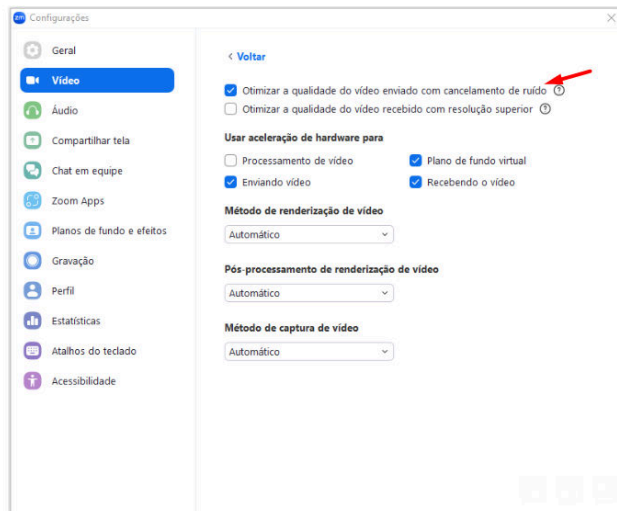 zm Configurações
Geral
Vídeo
Áudio
Compartilhar tela
Chat em equipe
Zoom Apps
Planos de fundo e efeitos
Gravação
Perfil
Estatísticas
Atalhos do teclado
Acessibilidade
< Voltar
Otimizar a qualidade do vídeo enviado com cancelamento de ruído ?
Otimizar a qualidade do vídeo recebido com resolução superior ?
Usar aceleração de hardware para
Processamento de vídeo Plano de fundo virtual
Enviando vídeo Recebendo o vídeo
Método de renderização de vídeo
Automático
Pós-processamento de renderização de vídeo
Automático
Método de captura de vídeo
Automático